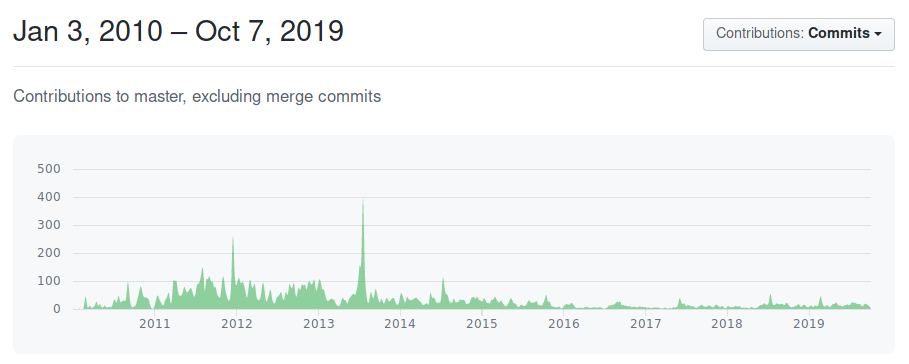 Jan 3, 2010 – Oct 7, 2019
Contributions: Commits
Contributions to master, excluding merge commits
500
400
300
200
100
0
2011 2012 2013 2014 2015 2016 2017 2018 2019